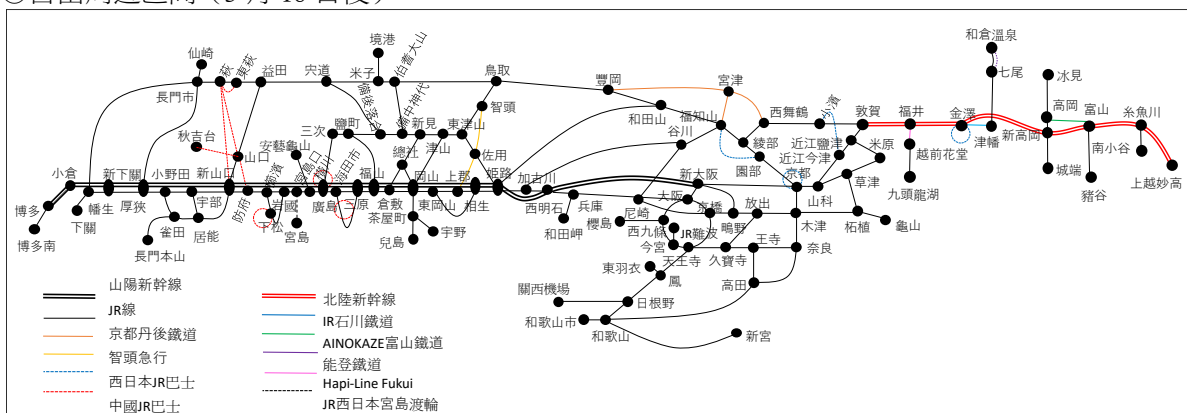 和倉溫泉
境港
仙崎
伯耆大山
七尾
冰見
萩
東萩
益田
宍道
米子
鳥取
豐岡
宮津
備後落合
備中神代
小濱
敦賀
福井
金澤
高岡
富山
糸魚川
長門市
智頭
和田山
福知山
西舞鶴
津幡
新高岡
秋吉台
三次
鹽町
新見
東津山
谷川
綾部
近江鹽津
米原
越前花堂
南小谷
安藝龜山
津山
總社
佐用
近江今津
園部
山口
宮島口
橫川
海田市
京都
草津
九頭龍湖
城端
豬谷
上越妙高
小倉
新下關
小野田
新山口
福山
岡山
上郡
姬路
加古川
新大阪
博多
幡生
厚狹
宇部
防府
岩國
廣島
三原
倉敷
東岡山
相生
西明石
兵庫
尼崎
大阪
京橋
放出
山科
茶屋町
櫻島
下關
雀田
居能
下松
宮島
兒島
宇野
和田岬
西九條
鴫野
木津
柘植
龜山
博多南
長門本山
今宮
JR難波
天王寺
久寶寺
王寺
奈良
東羽衣
鳳
高田
關西機場
日根野
和歌山市
和歌山
新宮
山陽新幹線
JR線
京都丹後鐵道
智頭急行
西日本JR巴士
中國JR巴士
北陸新幹線
IR石川鐵道
AINOKAZE富山鐵道
能登鐵道
Hapi-Line Fukui
JR西日本宮島渡輪